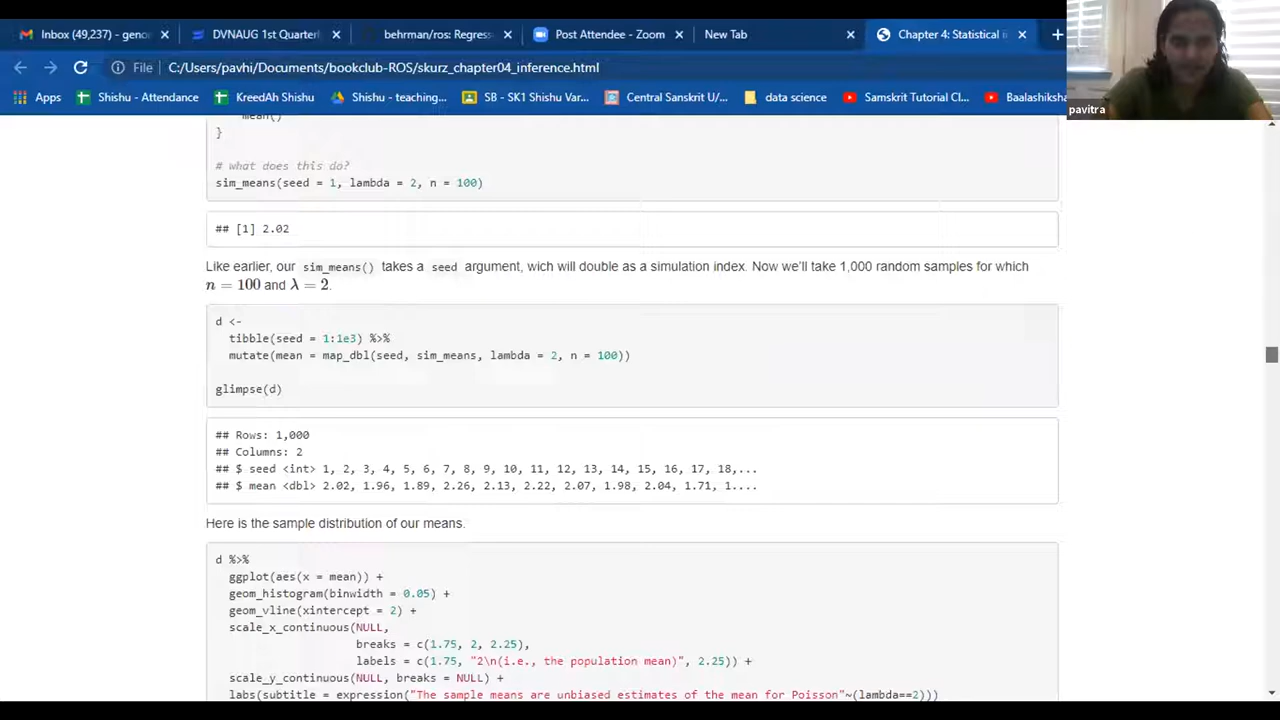 Inbox (49,237) - geno
DVNAUG 1st Quarter
behrman/ros: Regress
Post Attendee - Zoom
New Tab
Chapter 4: Statistical i
File C:/Users/pavhi/Documents/bookclub-ROS/skurz_chapter04_inference.html
Apps
Shishu - Attendance
KreedAh Shishu
Shishu - teaching...
SB - SK1 Shishu Var...
Central Sanskrit U/...
data science
Samskrit Tutorial Cl...
Baalashiksha
pavitra
mean()
}
# what does this do?
sim_means(seed = 1, lambda = 2, n = 100)
## [1] 2.02
Like earlier, our sim_means() takes a seed argument, wich will double as a simulation index. Now we'll take 1,000 random samples for which
n = 100 and λ = 2.
d <-
tibble(seed = 1:1e3) %>%
mutate(mean = map_dbl(seed, sim_means, lambda = 2, n = 100))
glimpse(d)
## Rows: 1,000
## Columns: 2
## $ seed <int> 1, 2, 3, 4, 5, 6, 7, 8, 9, 10, 11, 12, 13, 14, 15, 16, 17, 18,...
## $ mean <dbl> 2.02, 1.96, 1.89, 2.26, 2.13, 2.22, 2.07, 1.98, 2.04, 1.71, 1....
Here is the sample distribution of our means.
d %>%
ggplot(aes(x = mean)) +
geom_histogram(binwidth = 0.05) +
geom_vline(xintercept = 2) +
scale_x_continuous(NULL,
breaks = c(1.75, 2, 2.25),
labels = c(1.75, "2\n(i.e., the population mean)", 2.25)) +
scale_y_continuous(NULL, breaks = NULL) +
labs(subtitle = expression("The sample means are unbiased estimates of the mean for Poisson"~(lambda==2)))